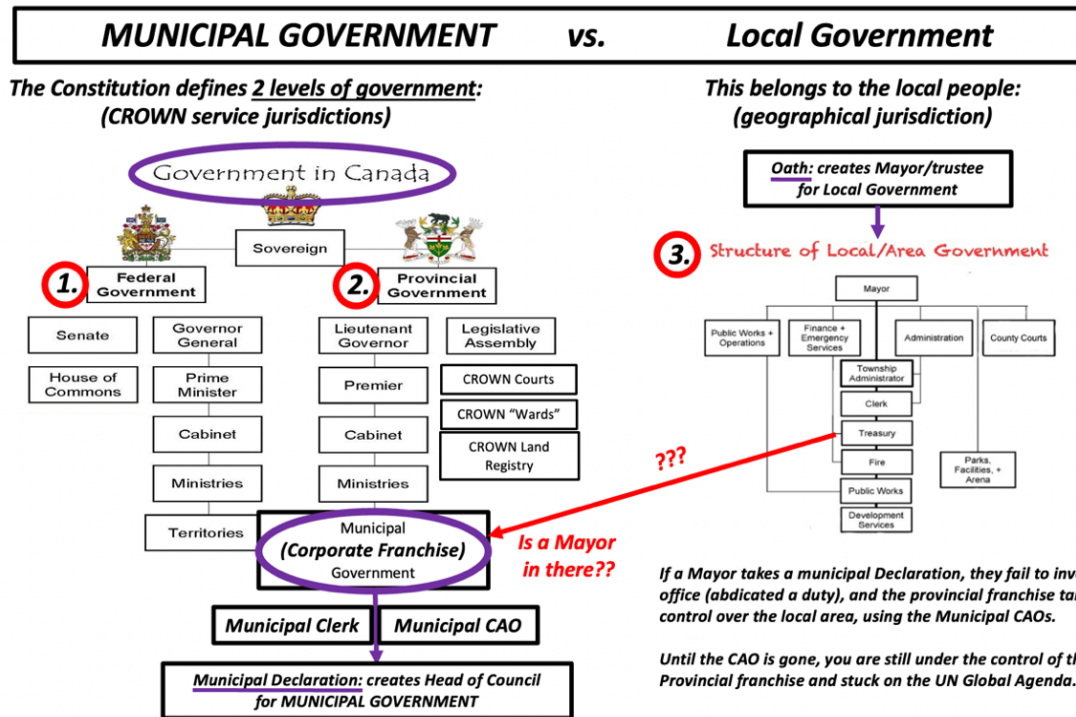 MUNICIPAL GOVERNMENT vs. Local Government
The Constitution defines 2 levels of government:
(CROWN service jurisdictions)
Government in Canada
Sovereign
1.
Federal
Government
2.
Provincial
Government
Senate
Governor
General
Lieutenant
Governor
Legislative
Assembly
House of
Commons
Prime
Minister
Premier
CROWN Courts
CROWN "Wards"
Cabinet
Cabinet
CROWN Land
Registry
Ministries
Ministries
Territories
Municipal
(Corporate Franchise)
Government
Municipal Clerk
Municipal CAO
Municipal Declaration: creates Head of Council
for MUNICIPAL GOVERNMENT
???
Is a Mayor
in there??
This belongs to the local people:
(geographical jurisdiction)
Oath: creates Mayor/trustee
for Local Government
3.
Structure of Local/Area Government
Mayor
Public Works +
Operations
Finance +
Emergency
Services
Administration
County Courts
Township
Administrator
Clerk
Treasury
Fire
Parks,
Facilities, +
Arena
Public Works
Development
Services
If a Mayor takes a municipal Declaration, they fail to
office (abdicated a duty), and the provincial franchise
control over the local area, using the Municipal CAOs.
Until the CAO is gone, you are still under the control of
Provincial franchise and stuck on the UN Global Agenda.